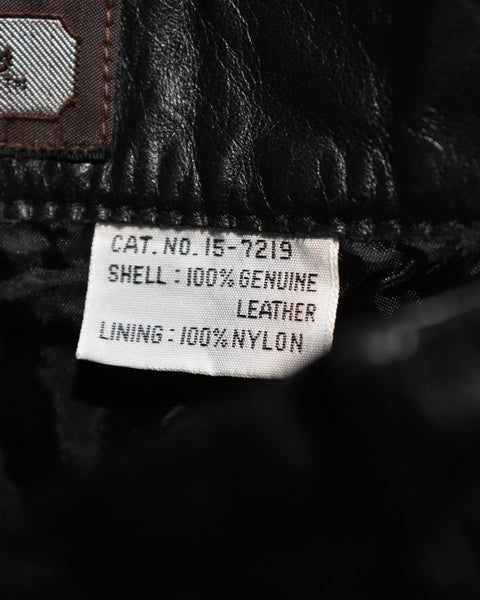 CAT. NO. 15-7219
SHELL : 100% GENUINE
LEATHER
LINING : 100% NYLON